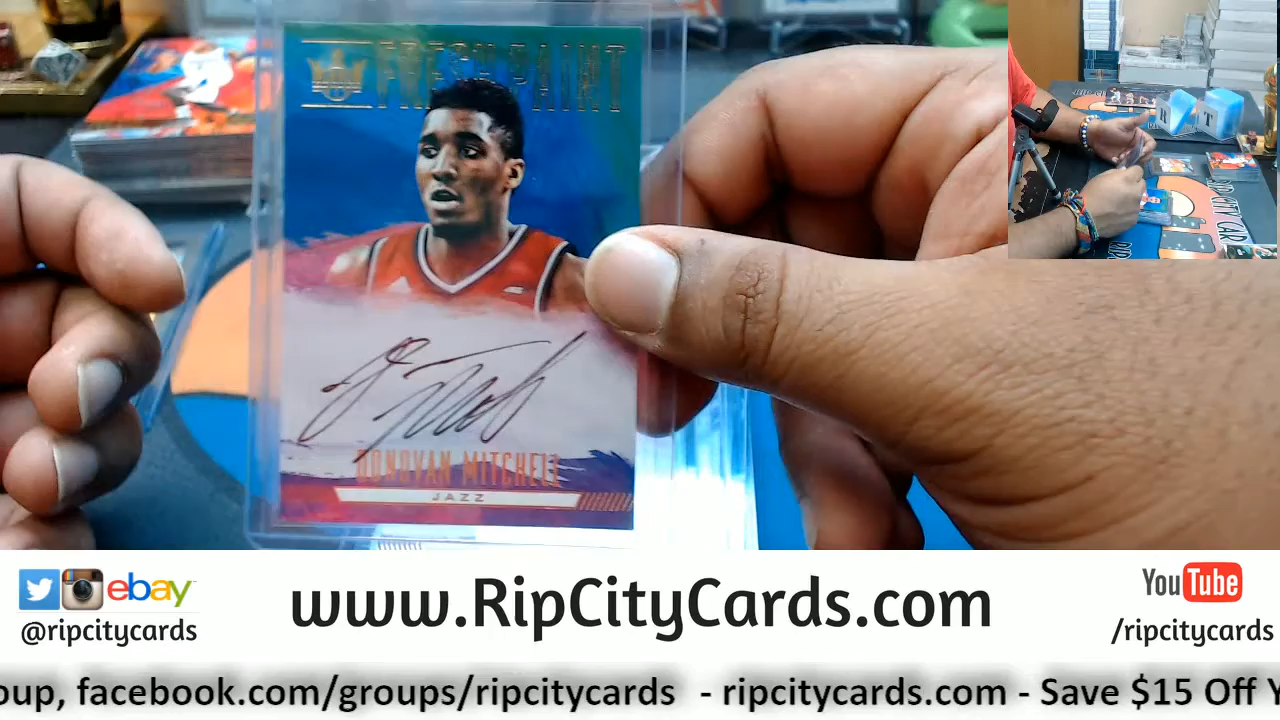 FRESH PAINT
DONOVAN MITCHELL
JAZZ
R T
ebay
@ripcitycards
www.RipCityCards.com
YouTube
/ripcitycards
oup, facebook.com/groups/ripcitycards - ripcitycards.com - Save $15 Off Y